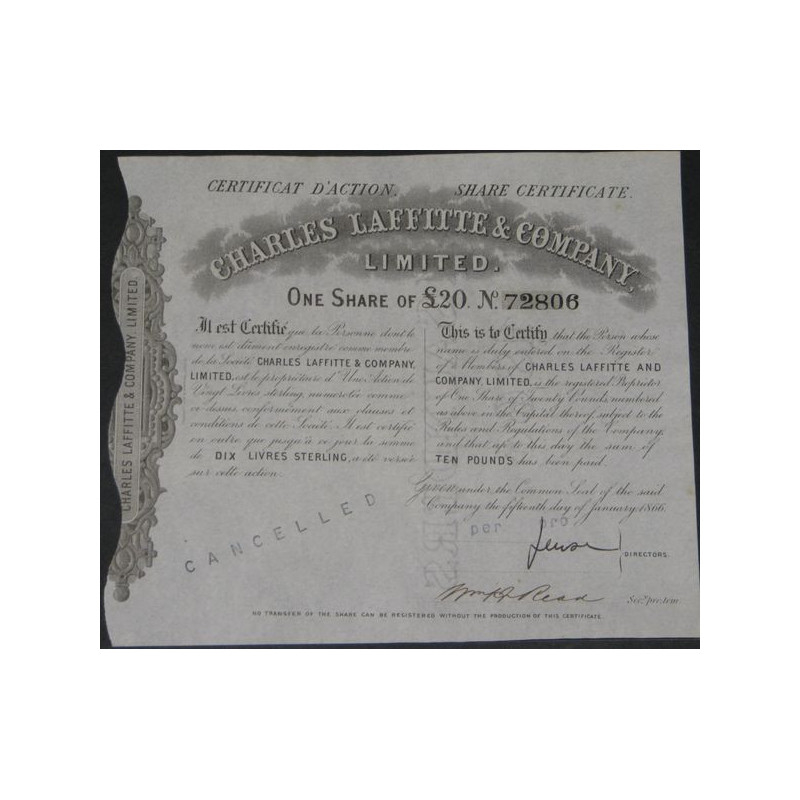 CERTIFICAT D'ACTION. SHARE CERTIFICATE.
CHARLES LAFFITTE & COMPANY,
LIMITED.
ONE SHARE OF £20. No. 72806
CHARLES LAFFITTE & COMPANY, LIMITED.
Il est Certifié que la Personne dont le
nom est dûment enregistré comme membre
de la Société CHARLES LAFFITTE & COMPANY,
LIMITED, est le propriétaire d'Une Action de
Vingt Livres sterling, numérotée comme
ci-dessus conformément aux clauses et
conditions de cette Société. Il est certifié
en outre que jusqu'à ce jour la somme
de DIX LIVRES STERLING, a été versée
sur cette action.
This is to Certify that the Person whose
name is duly entered on the Register
of Members of CHARLES LAFFITTE AND
COMPANY, LIMITED, is the registered Proprietor
of One Share of Twenty Pounds, numbered
as above in the Capital thereof, subject to the
Rules and Regulations of the Company,
and that up to this day the sum of
TEN POUNDS has been paid.
Given under the Common Seal of the said
Company the fifteenth day of January 1866.
CANCELLED
per. pro
DIRECTORS.
Read
Secy. pro tem
NO TRANSFER OF THE SHARE CAN BE REGISTERED WITHOUT THE PRODUCTION OF THIS CERTIFICATE.